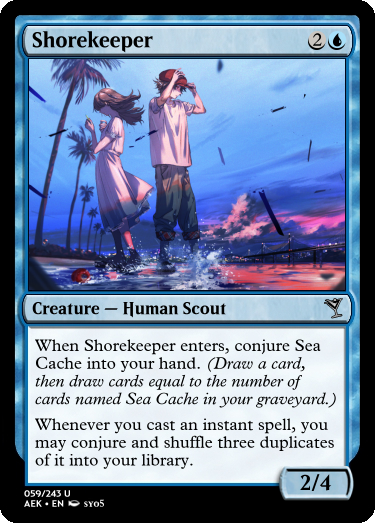 Shorekeeper 2
Creature — Human Scout
When Shorekeeper enters, conjure Sea
Cache into your hand. (Draw a card,
then draw cards equal to the number of
cards named Sea Cache in your graveyard.)
Whenever you cast an instant spell, you
may conjure and shuffle three duplicates
of it into your library.
2/4
059/243 U
AEK • EN syo5